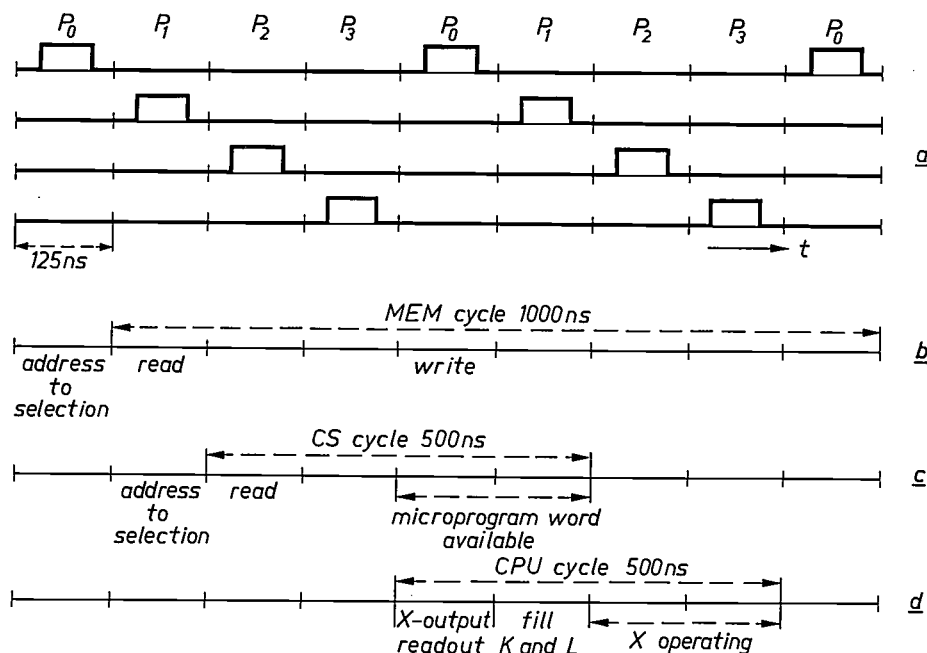 P0 P1 P2 P3 P0 P1 P2 P3 P0
a
125ns
t
MEM cycle 1000ns
b
address to selection
read
write
CS cycle 500ns
c
address to selection
read
microprogram word available
CPU cycle 500ns
d
X-output readout
fill K and L
X operating